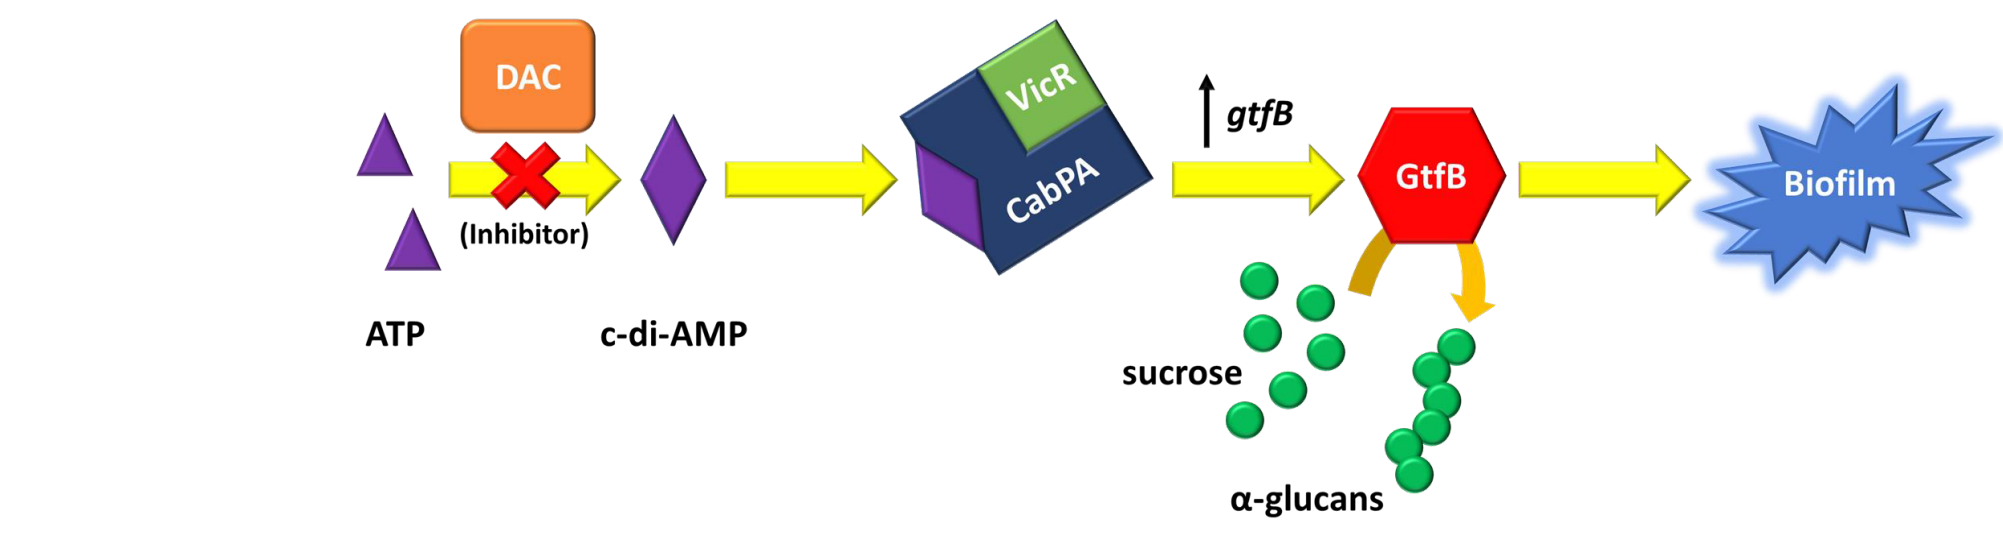 DAC
(Inhibitor)
ATP
c-di-AMP
VicR
CabPA
gtfB
GtfB
Biofilm
sucrose
α-glucans